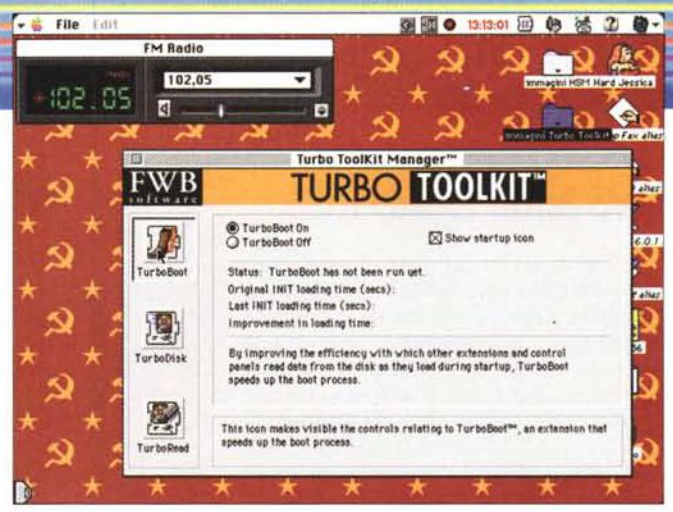 File Edit
13:13:01
FM Radio
102.05
102,05
immagini HSM Hard Jessica
immagini Turbo Toolkit
Fax alias
alias
6.0.1
alias
Turbo ToolKit Manager™
FWB
software
TURBO TOOLKIT™
TurboBoot On
TurboBoot Off
Show startup icon
TurboBoot
Status: TurboBoot has not been run yet.
Original INIT loading time (secs):
Last INIT loading time (secs):
Improvement in loading time:
TurboDisk
By improving the efficiency with which other extensions and control
panels read data from the disk as they load during startup, TurboBoot
speeds up the boot process.
TurboRead
This icon makes visible the controls relating to TurboBoot™, an extension that
speeds up the boot process.